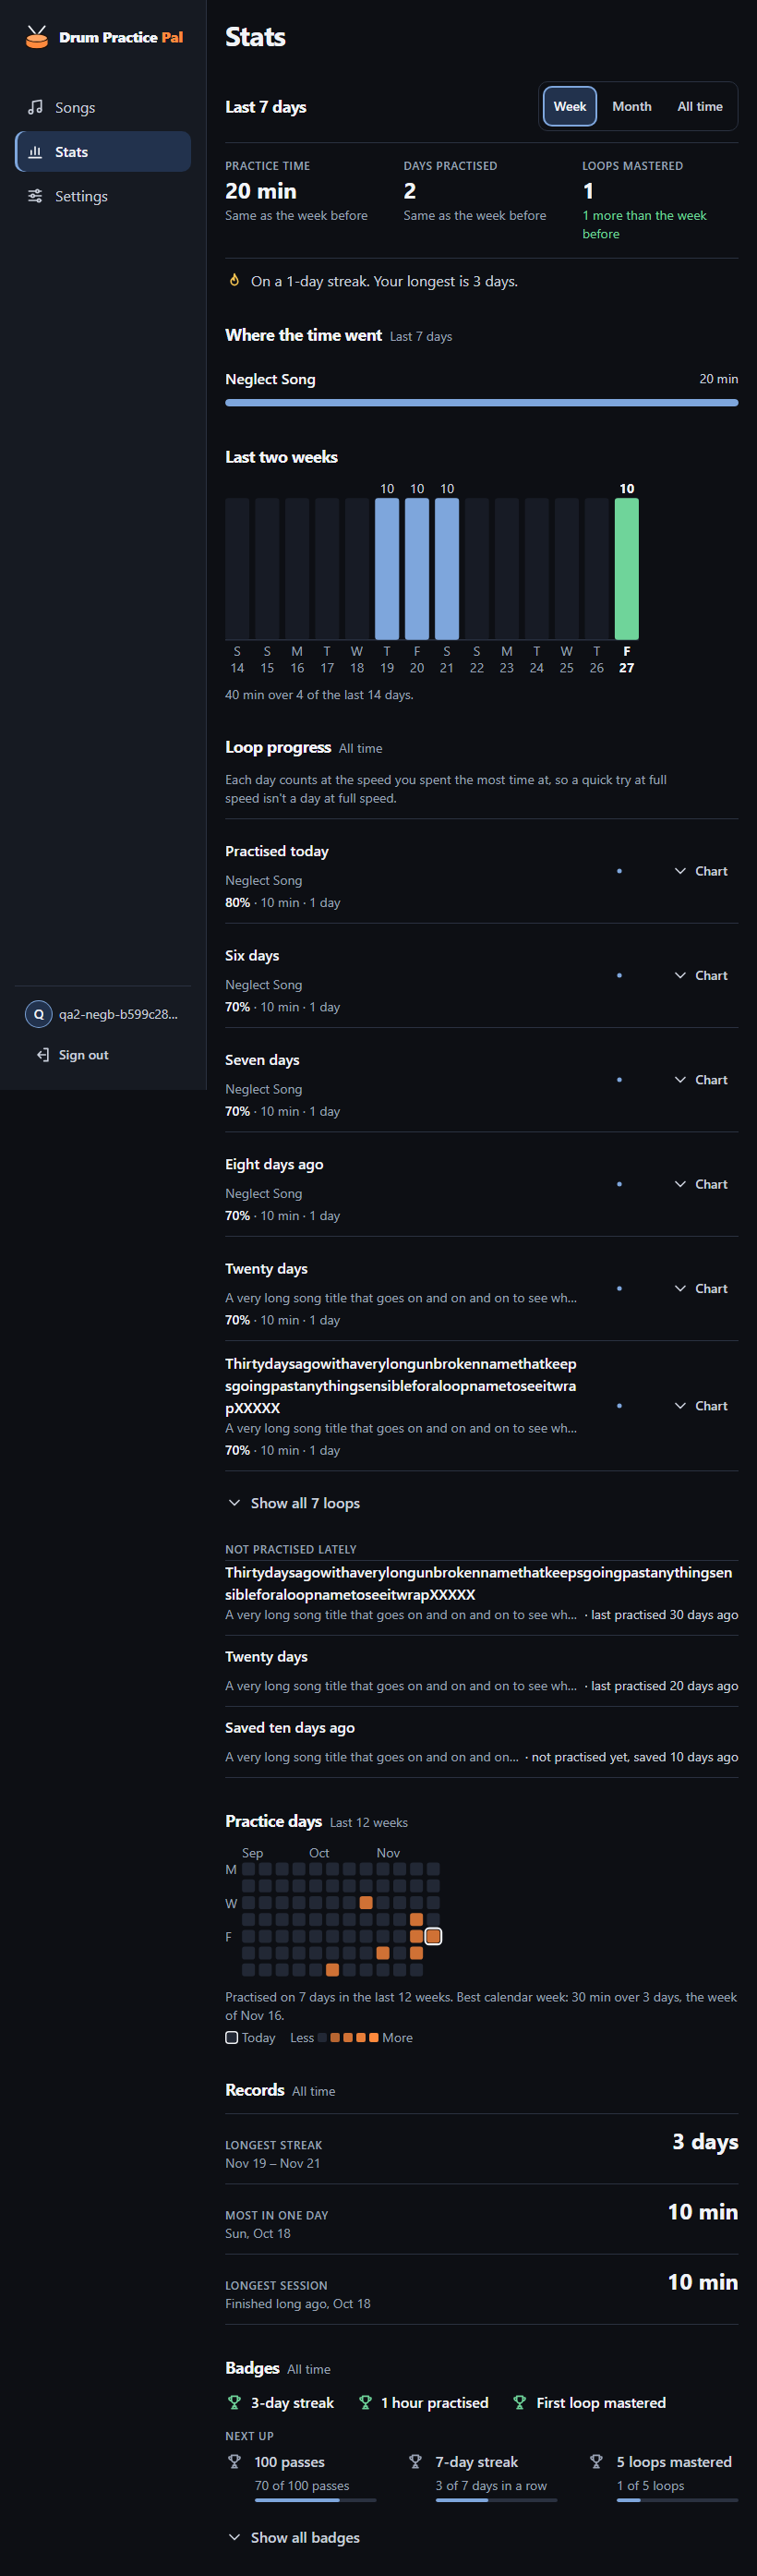 Drum Practice Pal
Songs
Stats
Settings
Q qa2-negb-b599c28...
Sign out
Stats
Last 7 days
Week Month All time
PRACTICE TIME
20 min
Same as the week before
DAYS PRACTISED
2
Same as the week before
LOOPS MASTERED
1
1 more than the week
before
On a 1-day streak. Your longest is 3 days.
Where the time went Last 7 days
Neglect Song 20 min
Last two weeks
10 10 10 10
S S M T W T F S S M T W T F
14 15 16 17 18 19 20 21 22 23 24 25 26 27
40 min over 4 of the last 14 days.
Loop progress All time
Each day counts at the speed you spent the most time at, so a quick try at full
speed isn't a day at full speed.
Practised today
Neglect Song
80% · 10 min · 1 day
Chart
Six days
Neglect Song
70% · 10 min · 1 day
Chart
Seven days
Neglect Song
70% · 10 min · 1 day
Chart
Eight days ago
Neglect Song
70% · 10 min · 1 day
Chart
Twenty days
A very long song title that goes on and on and on to see wh...
70% · 10 min · 1 day
Chart
Thirtydaysagowithaverylongunbrokennamethatkeep
sgoingpastanythingsensibleforaloopnametoseeitwra
pXXXXX
A very long song title that goes on and on and on to see wh...
70% · 10 min · 1 day
Chart
Show all 7 loops
NOT PRACTISED LATELY
Thirtydaysagowithaverylongunbrokennamethatkeepsgoingpastanythingsen
sibleforaloopnametoseeitwrapXXXXX
A very long song title that goes on and on and on to see wh... · last practised 30 days ago
Twenty days
A very long song title that goes on and on and on to see wh... · last practised 20 days ago
Saved ten days ago
A very long song title that goes on and on and on... · not practised yet, saved 10 days ago
Practice days Last 12 weeks
Sep Oct Nov
M
W
F
Practised on 7 days in the last 12 weeks. Best calendar week: 30 min over 3 days, the week
of Nov 16.
Today Less More
Records All time
LONGEST STREAK
Nov 19 – Nov 21
3 days
MOST IN ONE DAY
Sun, Oct 18
10 min
LONGEST SESSION
Finished long ago, Oct 18
10 min
Badges All time
3-day streak 1 hour practised First loop mastered
NEXT UP
100 passes
70 of 100 passes
7-day streak
3 of 7 days in a row
5 loops mastered
1 of 5 loops
Show all badges